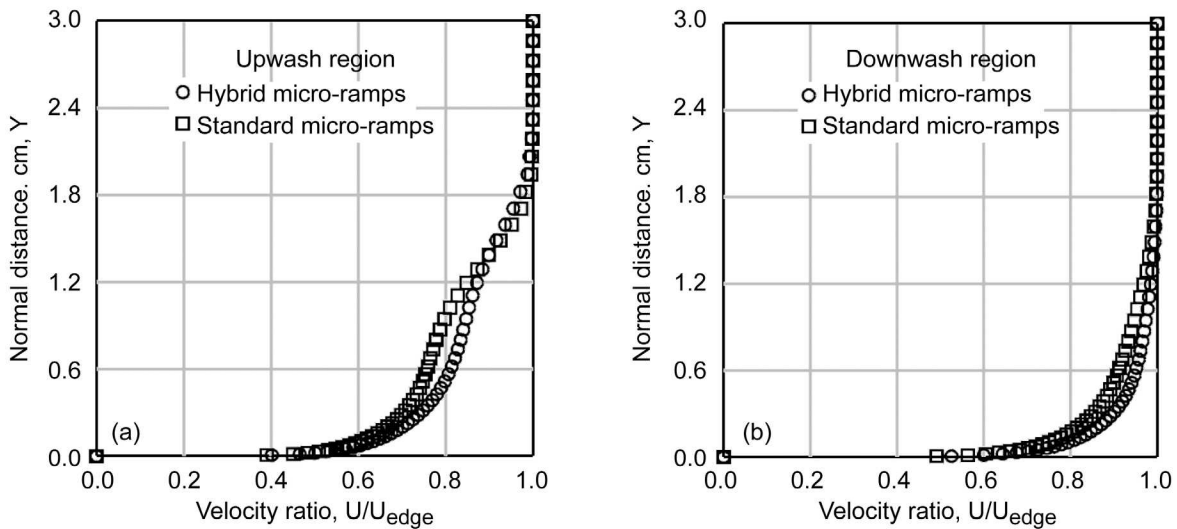 3.0
2.4
1.8
1.2
0.6
0.0
Normal distance. cm, Y
Upwash region
Hybrid micro-ramps
Standard micro-ramps
(a)
0.0 0.2 0.4 0.6 0.8 1.0
Velocity ratio, U/Uedge
3.0
2.4
1.8
1.2
0.6
0.0
Normal distance. cm, Y
Downwash region
Hybrid micro-ramps
Standard micro-ramps
(b)
0.0 0.2 0.4 0.6 0.8 1.0
Velocity ratio, U/Uedge